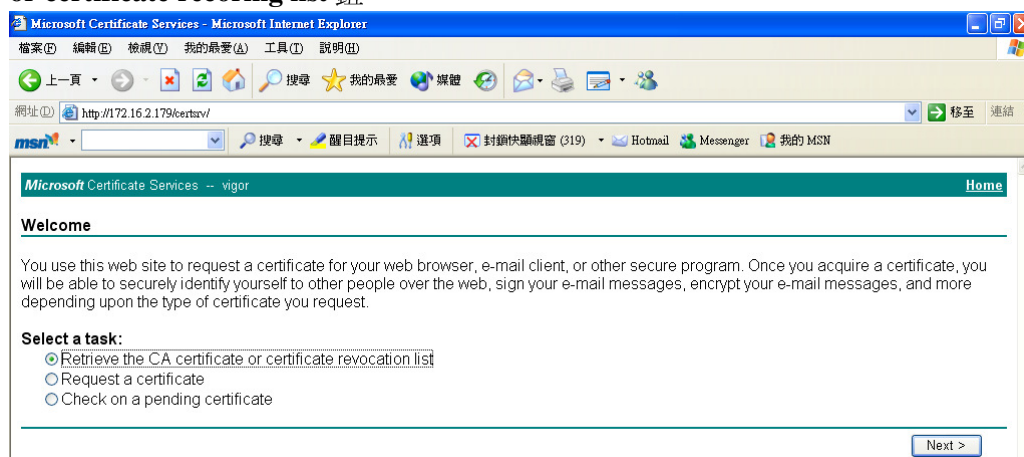 or certificate recoring list 鈕
Microsoft Certificate Services - Microsoft Internet Explorer
檔案(F) 編輯(E) 檢視(V) 我的最愛(A) 工具(T) 說明(H)
上一頁 搜尋 我的最愛 媒體
網址(D) http://172.16.2.179/certsrv/ 移至 連結
msn 搜尋 醒目提示 選項 封鎖快顯視窗 (319) Hotmail Messenger 我的 MSN
Microsoft Certificate Services -- vigor Home
Welcome
You use this web site to request a certificate for your web browser, e-mail client, or other secure program. Once you acquire a certificate, you
will be able to securely identify yourself to other people over the web, sign your e-mail messages, encrypt your e-mail messages, and more
depending upon the type of certificate you request.
Select a task:
Retrieve the CA certificate or certificate revocation list
Request a certificate
Check on a pending certificate
Next >